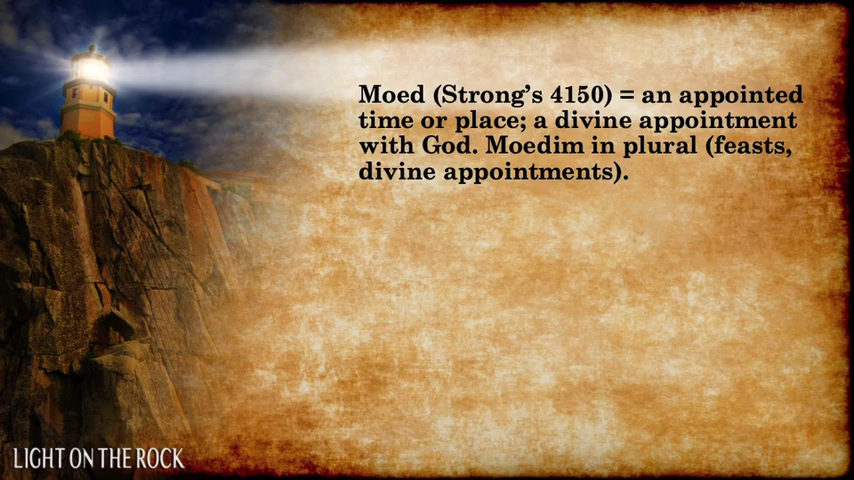 Moed (Strong’s 4150) = an appointed
time or place; a divine appointment
with God. Moedim in plural (feasts,
divine appointments).
LIGHT ON THE ROCK